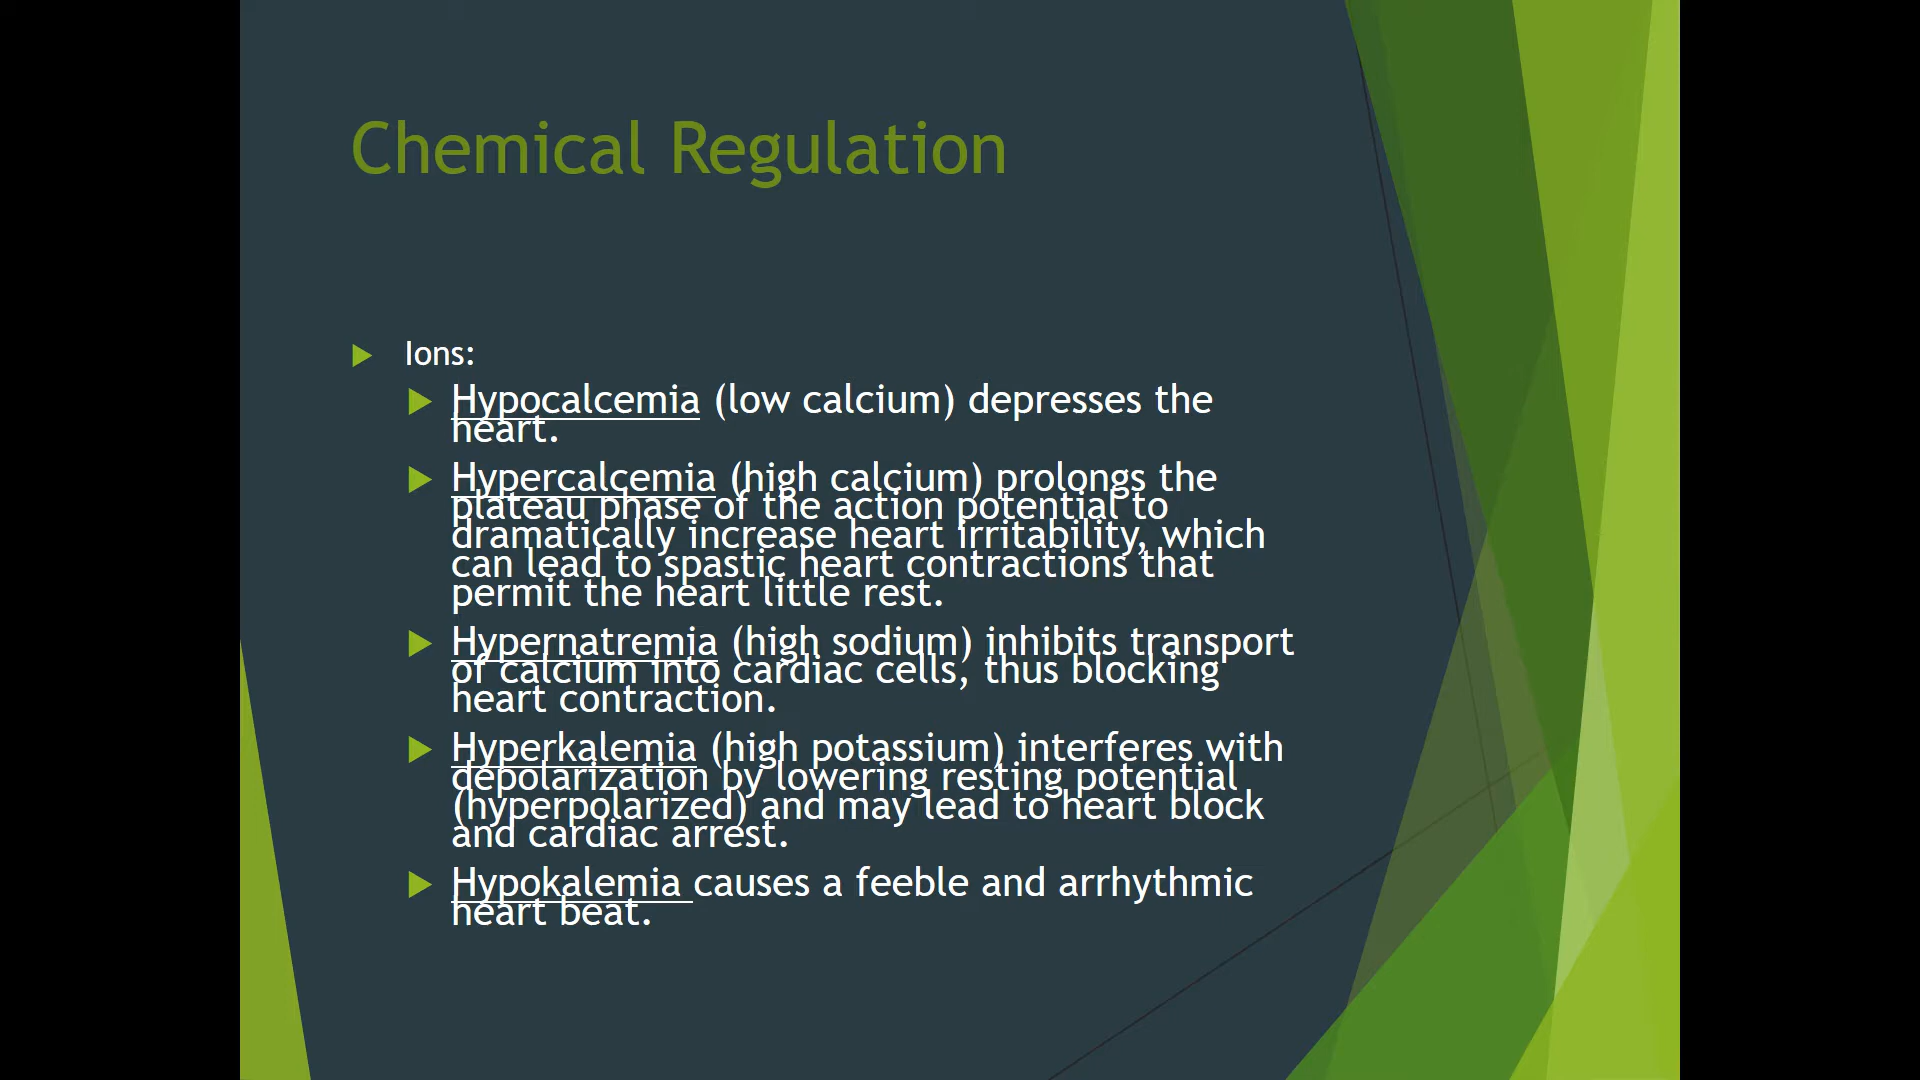 Chemical Regulation
Ions:
Hypocalcemia (low calcium) depresses the
heart.
Hypercalcemia (high calcium) prolongs the
plateau phase of the action potential to
dramatically increase heart irritability, which
can lead to spastic heart contractions that
permit the heart little rest.
Hypernatremia (high sodium) inhibits transport
of calcium into cardiac cells, thus blocking
heart contraction.
Hyperkalemia (high potassium) interferes with
depolarization by lowering resting potential
(hyperpolarized) and may lead to heart block
and cardiac arrest.
Hypokalemia causes a feeble and arrhythmic
heart beat.